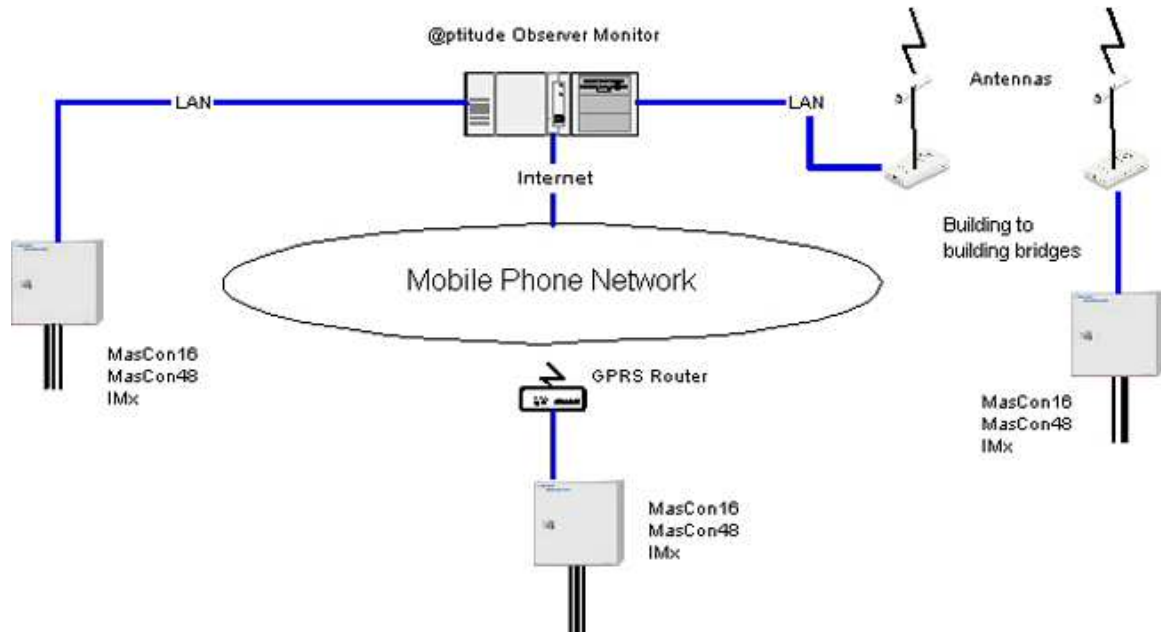 @ptitude Observer Monitor
LAN
LAN
Antennas
Internet
Building to
building bridges
Mobile Phone Network
MasCon16
MasCon48
IMx
GPRS Router
MasCon16
MasCon48
IMx
MasCon16
MasCon48
IMx